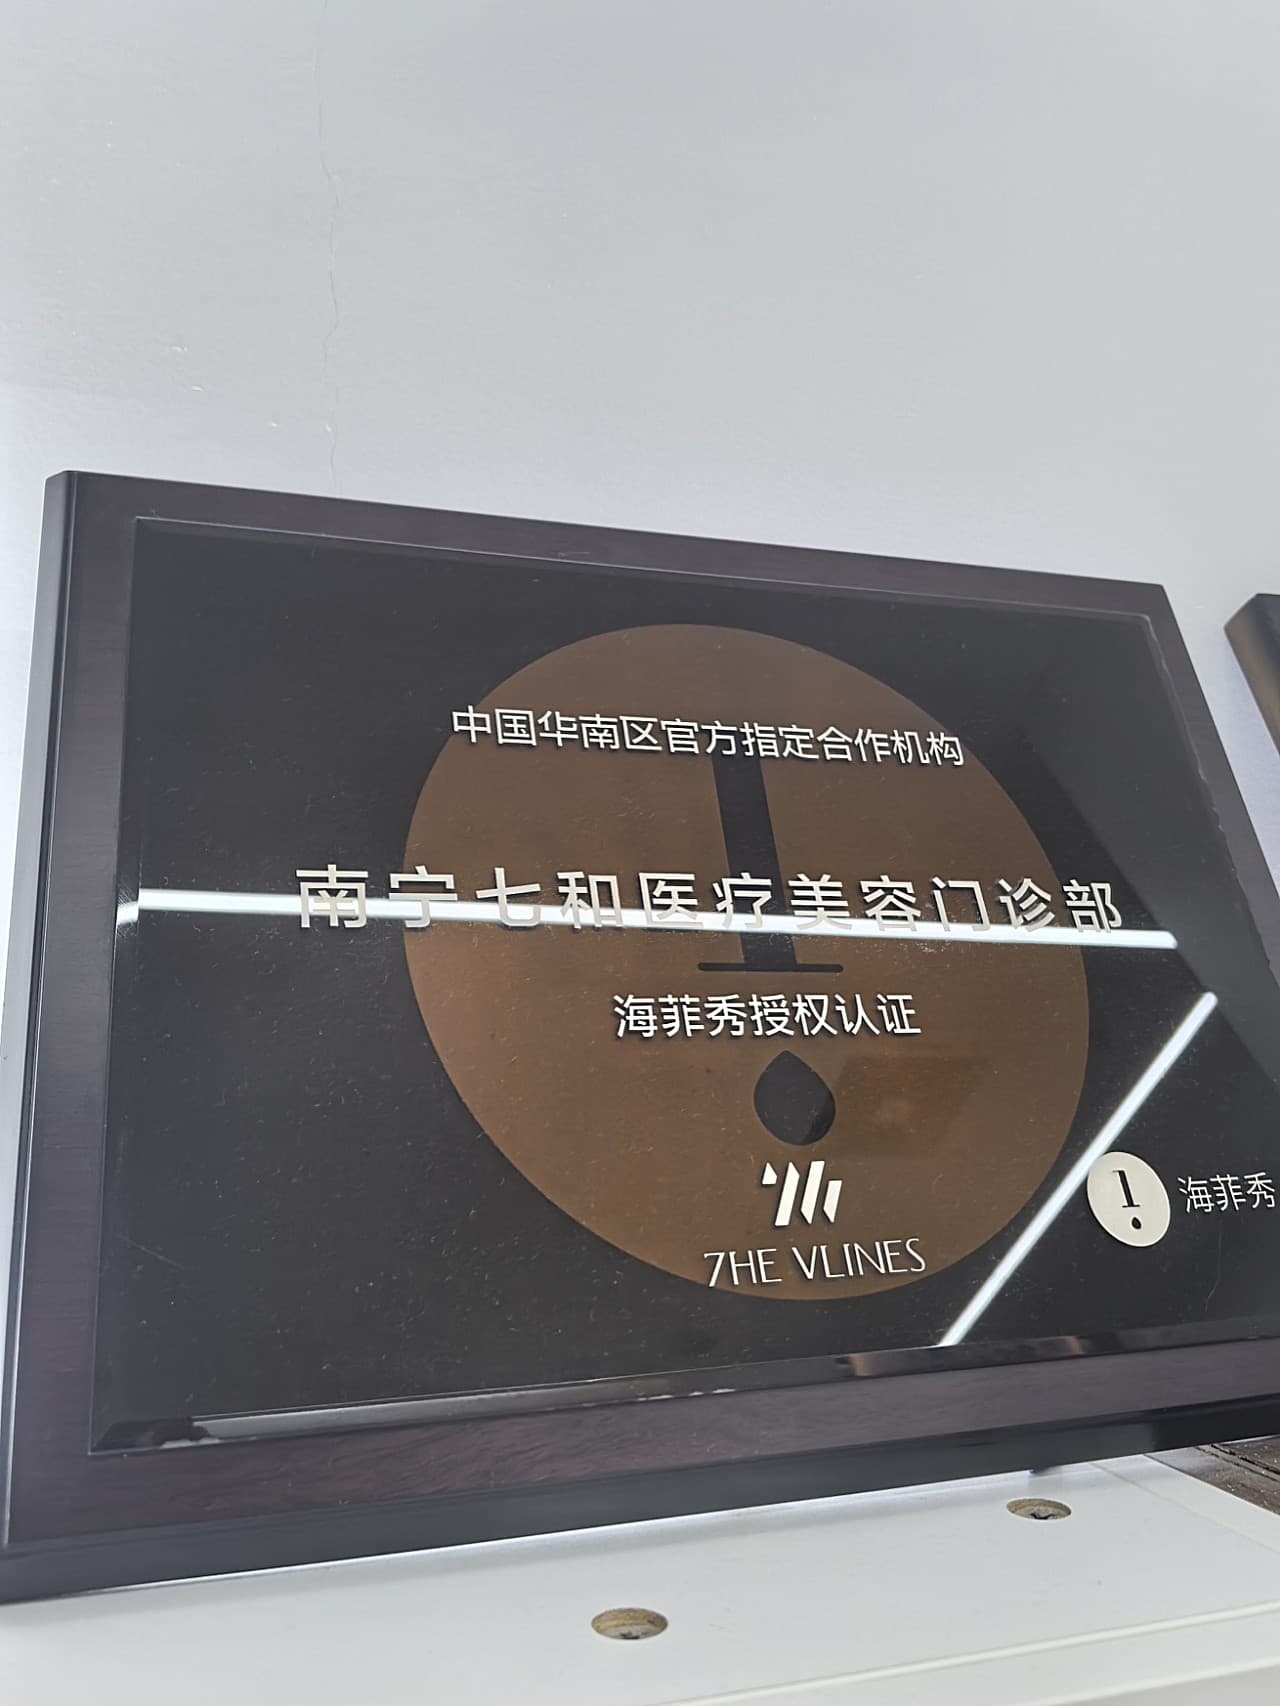 中国华南区官方指定合作机构
南宁七和医疗美容门诊部
海菲秀授权认证
7HE VLINES
海菲秀